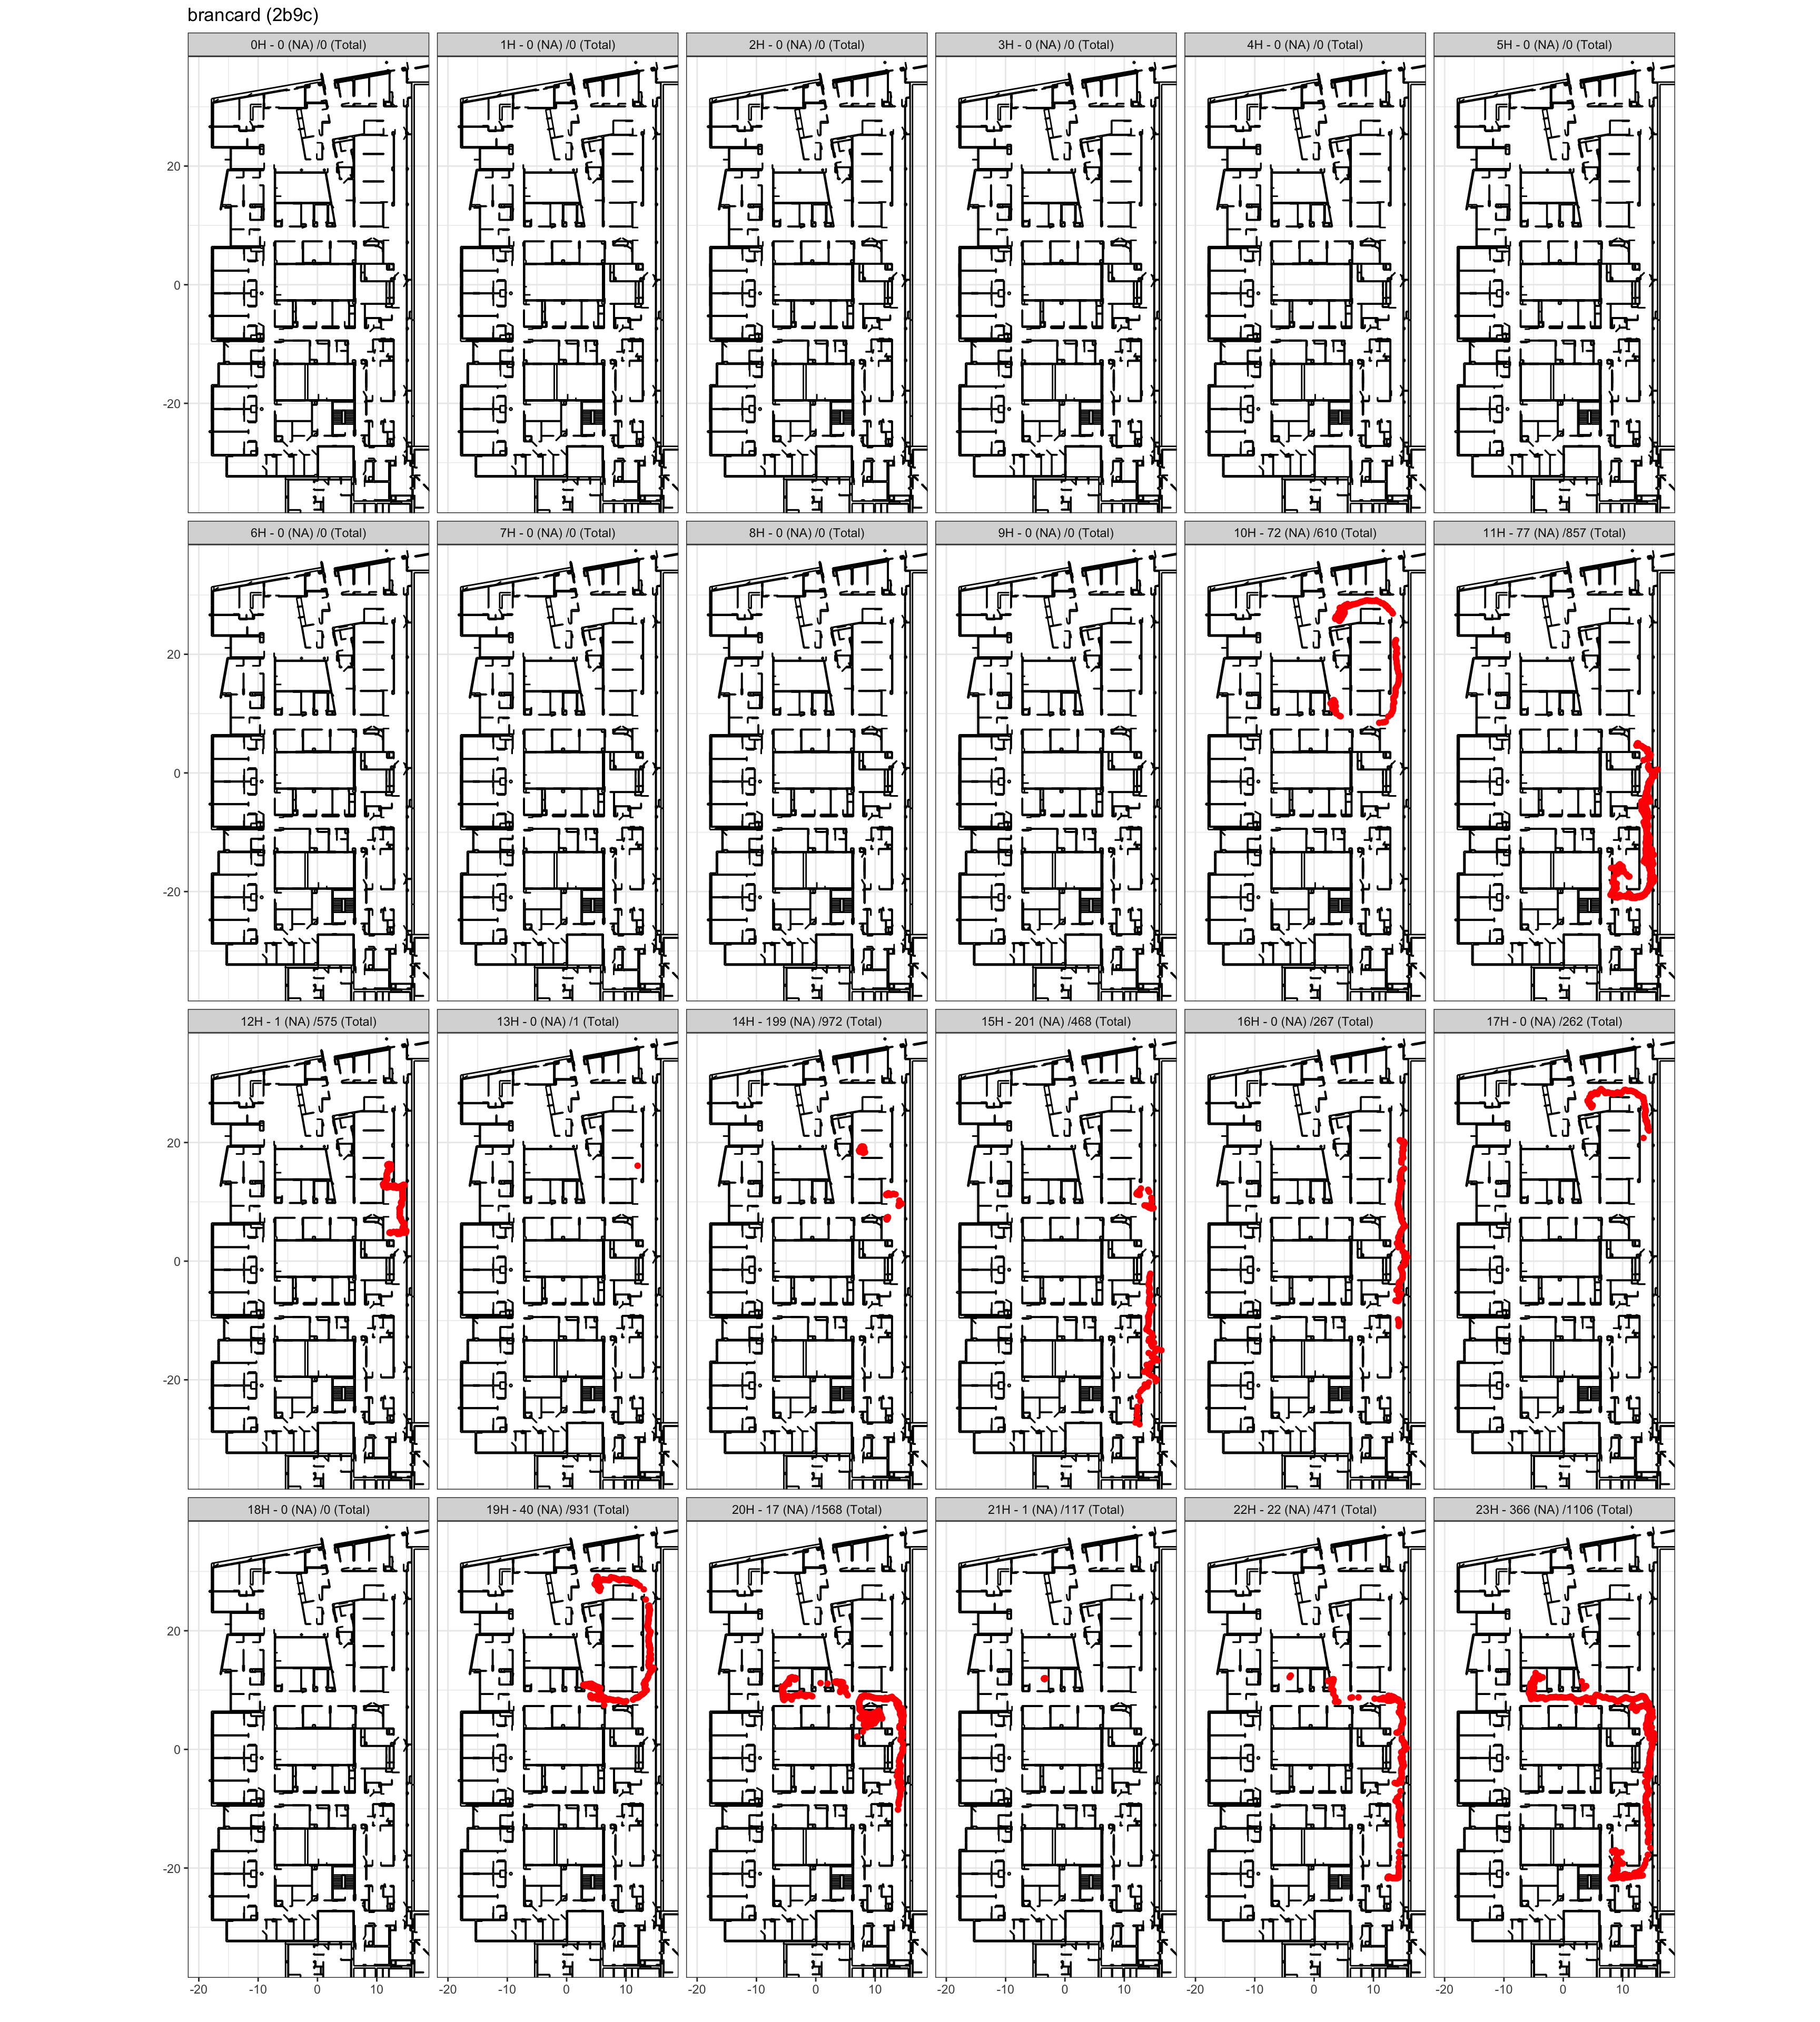 brancard (2b9c)
0H - 0 (NA) /0 (Total) 1H - 0 (NA) /0 (Total) 2H - 0 (NA) /0 (Total) 3H - 0 (NA) /0 (Total) 4H - 0 (NA) /0 (Total) 5H - 0 (NA) /0 (Total)
20
0
-20
6H - 0 (NA) /0 (Total) 7H - 0 (NA) /0 (Total) 8H - 0 (NA) /0 (Total) 9H - 0 (NA) /0 (Total) 10H - 72 (NA) /610 (Total) 11H - 77 (NA) /857 (Total)
20
0
-20
12H - 1 (NA) /575 (Total) 13H - 0 (NA) /1 (Total) 14H - 199 (NA) /972 (Total) 15H - 201 (NA) /468 (Total) 16H - 0 (NA) /267 (Total) 17H - 0 (NA) /262 (Total)
20
0
-20
18H - 0 (NA) /0 (Total) 19H - 40 (NA) /931 (Total) 20H - 17 (NA) /1568 (Total) 21H - 1 (NA) /117 (Total) 22H - 22 (NA) /471 (Total) 23H - 366 (NA) /1106 (Total)
20
0
-20
-20 -10 0 10 -20 -10 0 10 -20 -10 0 10 -20 -10 0 10 -20 -10 0 10 -20 -10 0 10